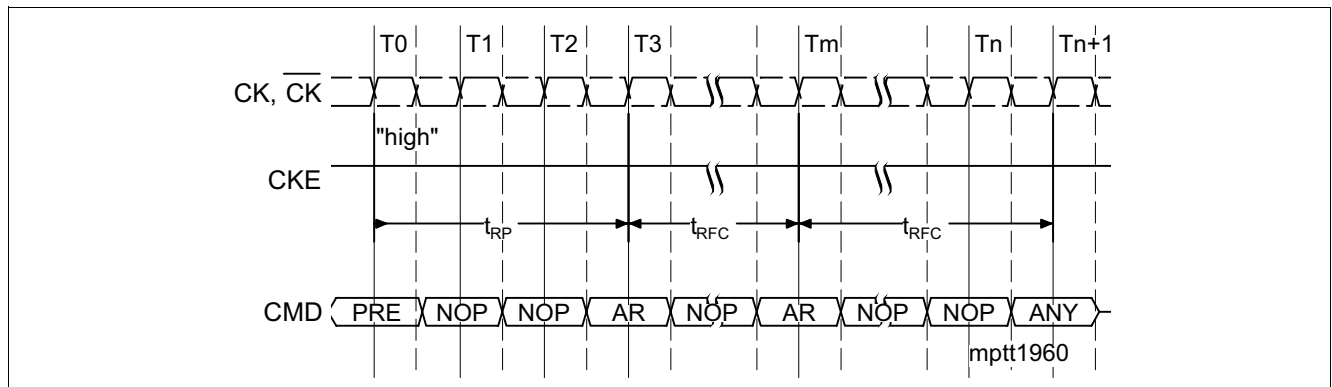 T0 T1 T2 T3 Tm Tn Tn+1
CK, CK
"high"
CKE
tRP tRFC tRFC
CMD PRE NOP NOP AR NOP AR NOP NOP ANY
mptt1960